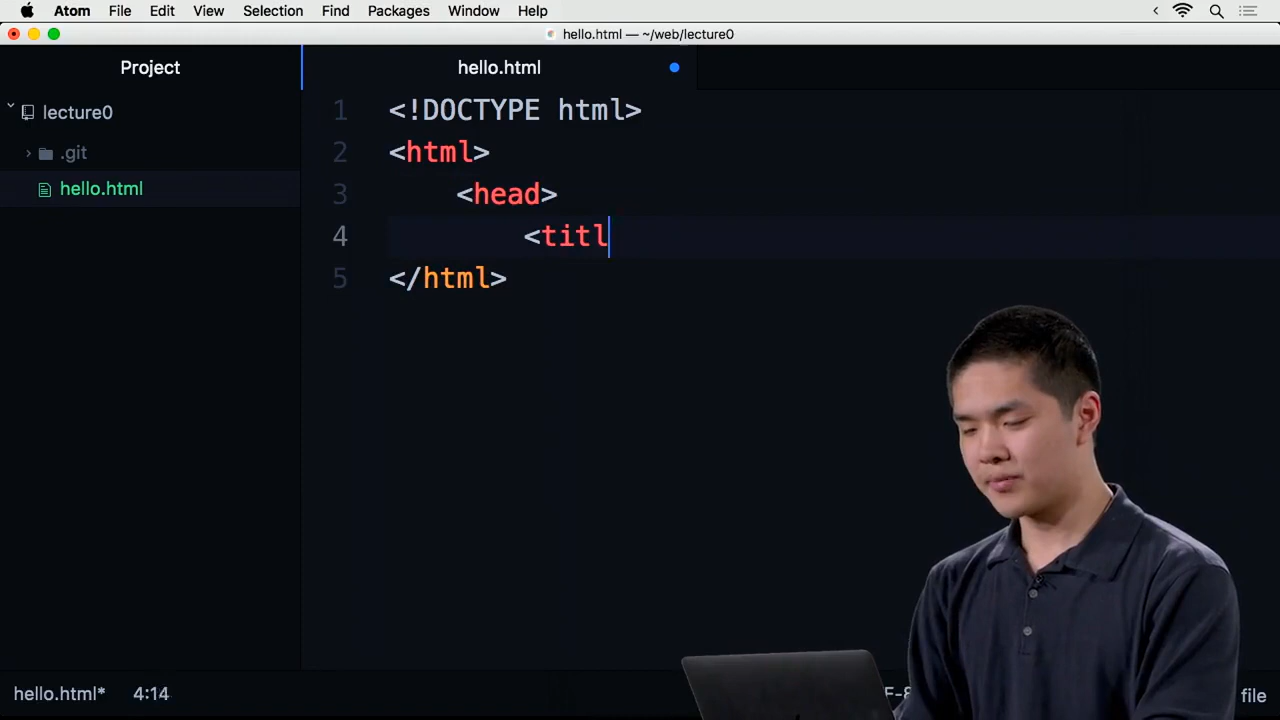 Atom File Edit View Selection Find Packages Window Help
hello.html — ~/web/lecture0
Project
hello.html
lecture0
.git
hello.html
1 <!DOCTYPE html>
2 <html>
3 <head>
4 <titl
5 </html>
hello.html* 4:14
file